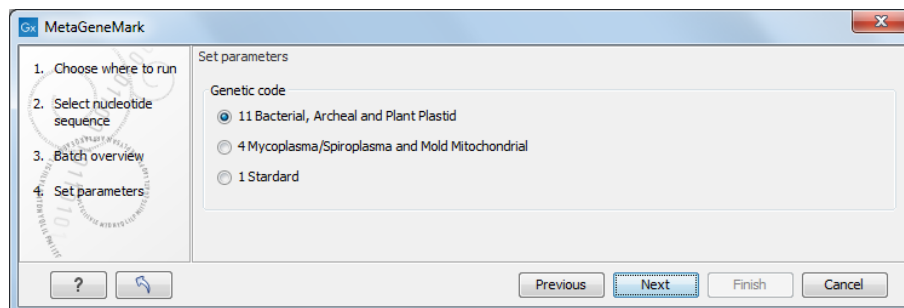 Gx MetaGeneMark
x
1. Choose where to run
2. Select nucleotide
sequence
3. Batch overview
4. Set parameters
Set parameters
Genetic code
11 Bacterial, Archeal and Plant Plastid
4 Mycoplasma/Spiroplasma and Mold Mitochondrial
1 Stardard
?
Previous
Next
Finish
Cancel